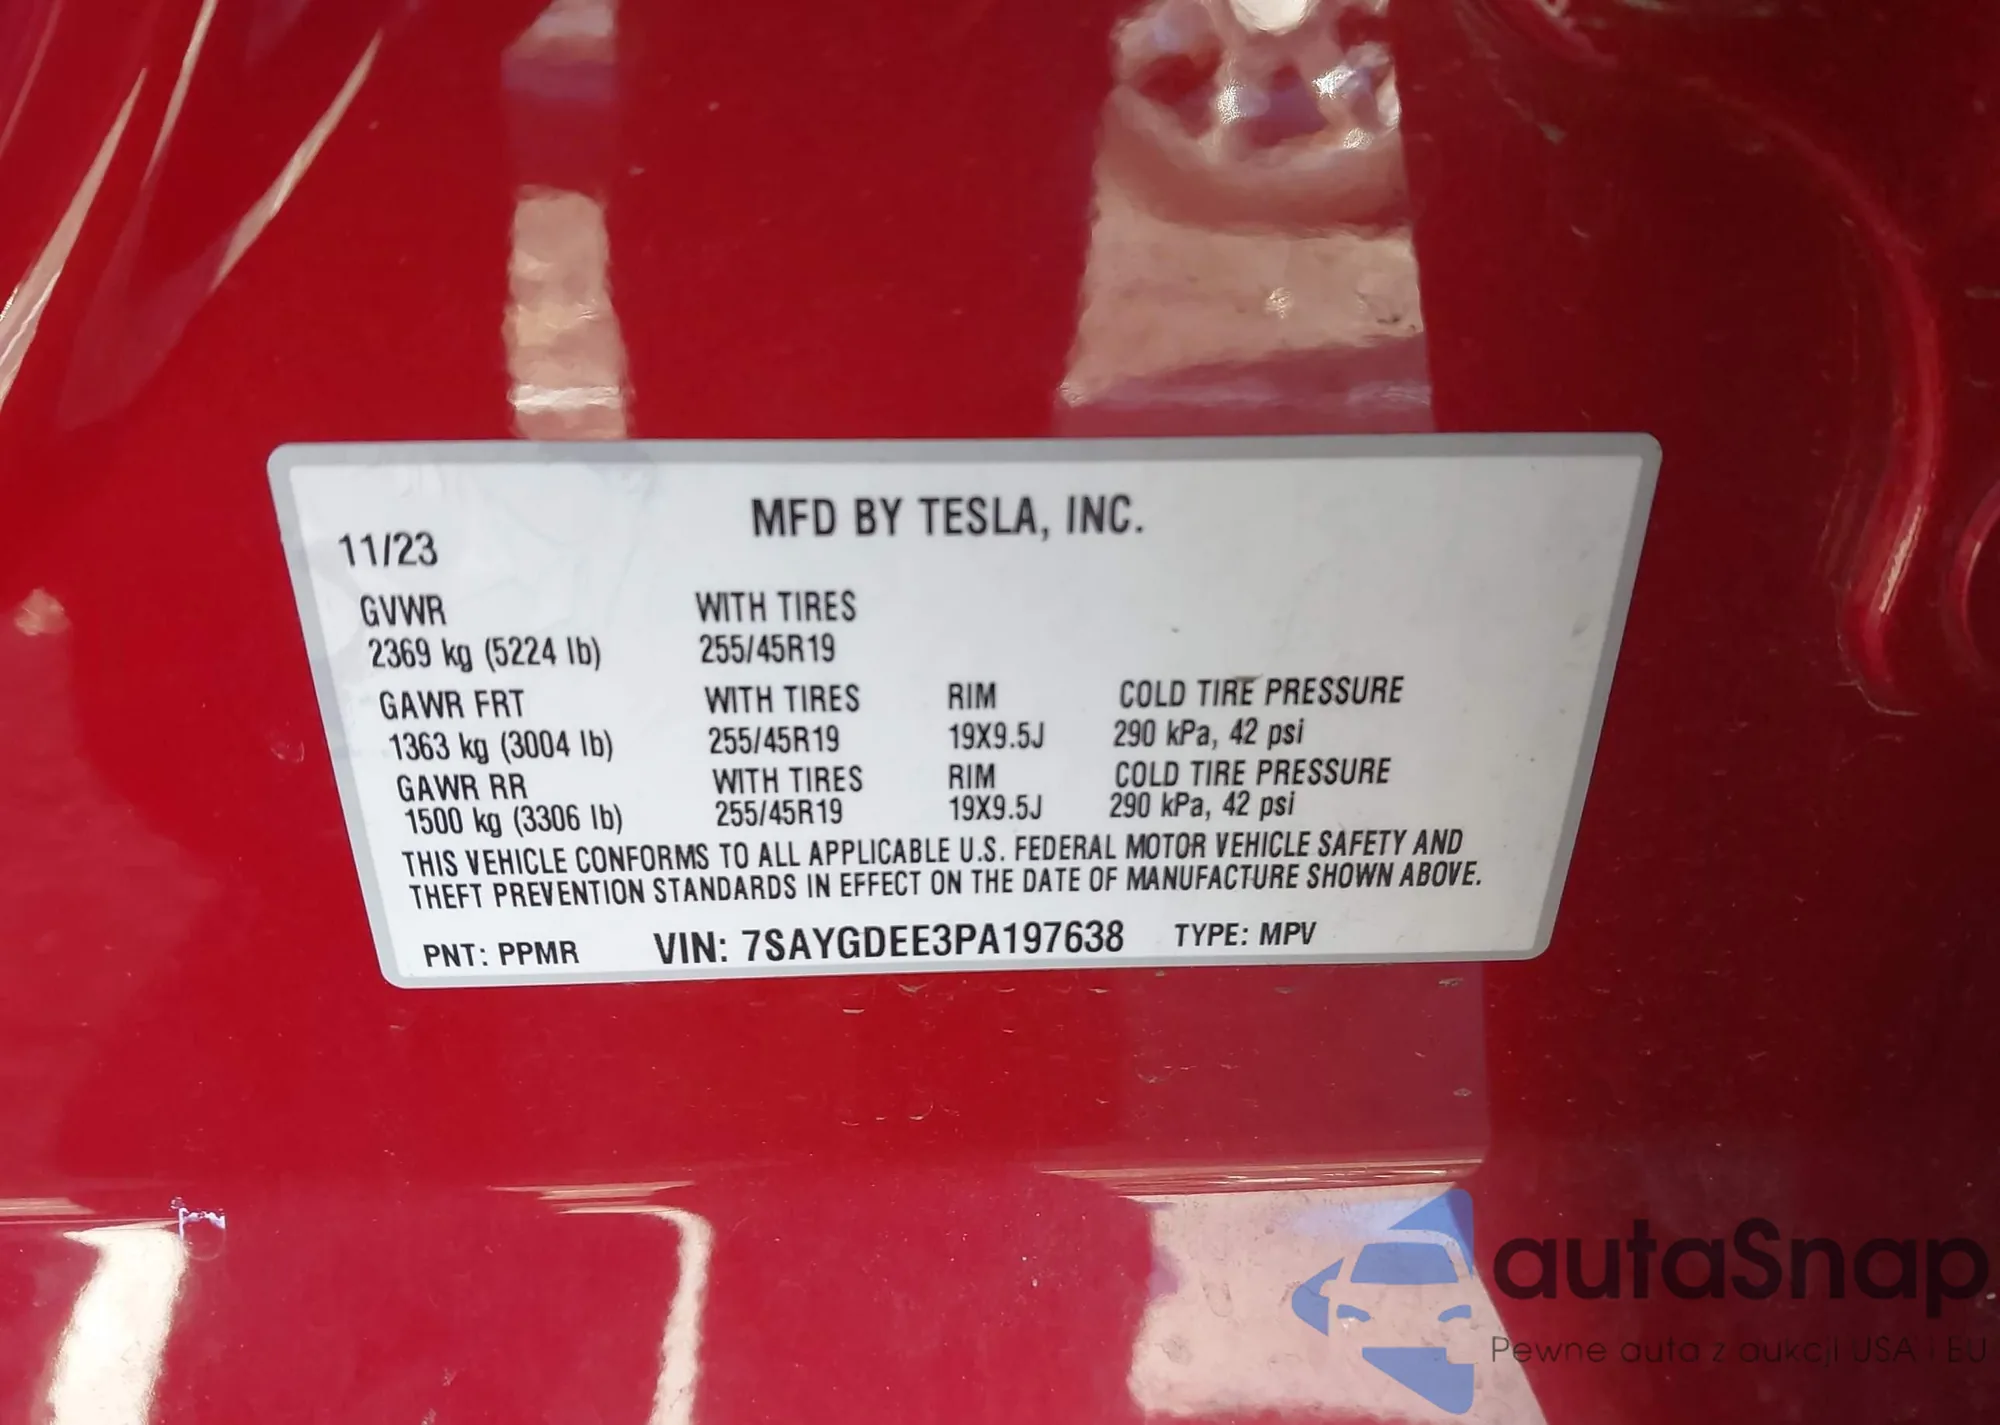 MFD BY TESLA, INC.
11/23
GVWR WITH TIRES
2369 kg (5224 lb) 255/45R19
GAWR FRT WITH TIRES RIM COLD TIRE PRESSURE
1363 kg (3004 lb) 255/45R19 19X9.5J 290 kPa, 42 psi
GAWR RR WITH TIRES RIM COLD TIRE PRESSURE
1500 kg (3306 lb) 255/45R19 19X9.5J 290 kPa, 42 psi
THIS VEHICLE CONFORMS TO ALL APPLICABLE U.S. FEDERAL MOTOR VEHICLE SAFETY AND
THEFT PREVENTION STANDARDS IN EFFECT ON THE DATE OF MANUFACTURE SHOWN ABOVE.
PNT: PPMR VIN: 7SAYGDEE3PA197638 TYPE: MPV
autaSnap
Pewne auta z aukcji USA i EU